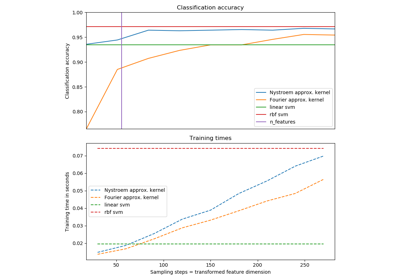 Classification accuracy
1.00
0.95
0.90
0.85
0.80
Classification accuracy
Nystroem approx. kernel
Fourier approx. kernel
linear svm
rbf svm
n_features
Training times
0.07
0.06
0.05
0.04
0.03
0.02
Training time in seconds
Nystroem approx. kernel
Fourier approx. kernel
linear svm
rbf svm
50 100 150 200 250
Sampling steps = transformed feature dimension